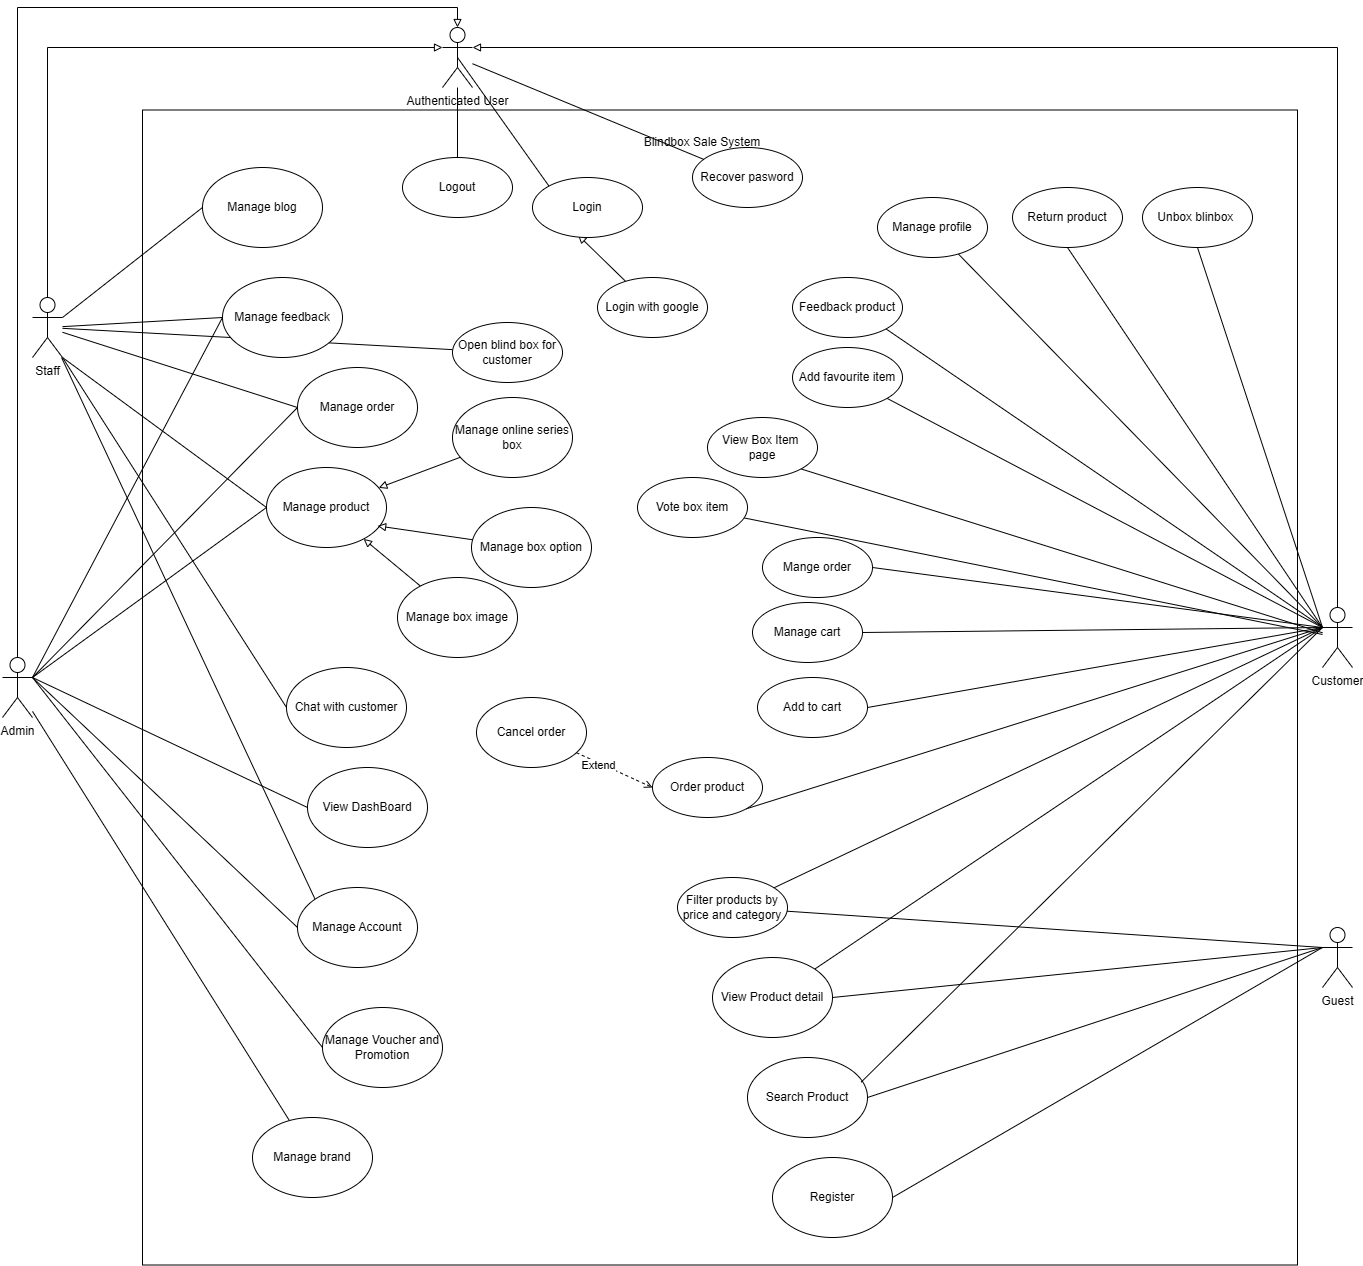 Authenticated User
Blindbox Sale System
Recover pasword
Logout
Login
Manage blog
Manage profile
Return product
Unbox blinbox
Login with google
Feedback product
Manage feedback
Open blind box for
customer
Staff
Add favourite item
Manage order
Manage online series
box
View Box Item
page
Manage product
Vote box item
Manage box option
Mange order
Manage box image
Manage cart
Customer
Admin
Chat with customer
Add to cart
Cancel order
Extend
Order product
View DashBoard
Filter products by
price and category
Manage Account
View Product detail
Guest
Manage Voucher and
Promotion
Search Product
Manage brand
Register